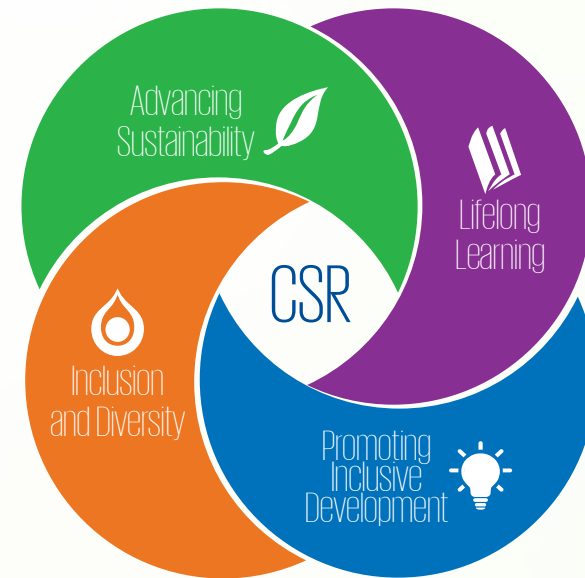 Advancing
Sustainability
Lifelong
Learning
CSR
Inclusion
and Diversity
Promoting
Inclusive
Development